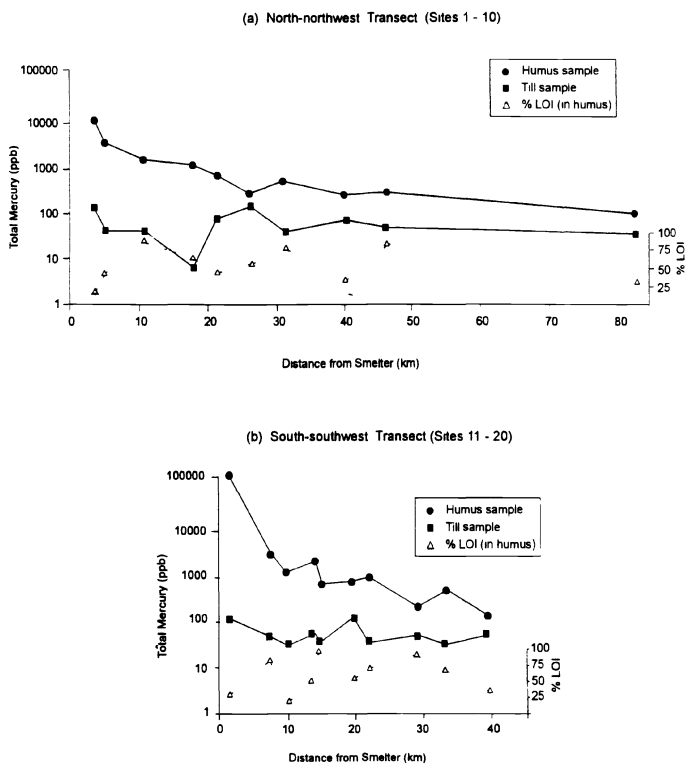 (a) North-northwest Transect (Sites 1 - 10)
Humus sample
Till sample
% LOI (in humus)
Total Mercury (ppb)
100000
10000
1000
100
10
1
100
75
50
25
% LOI
0 10 20 30 40 50 60 70 80
Distance from Smelter (km)
(b) South-southwest Transect (Sites 11 - 20)
Humus sample
Till sample
% LOI (in humus)
Total Mercury (ppb)
100000
10000
1000
100
10
1
100
75
50
25
% LOI
0 10 20 30 40
Distance from Smelter (km)